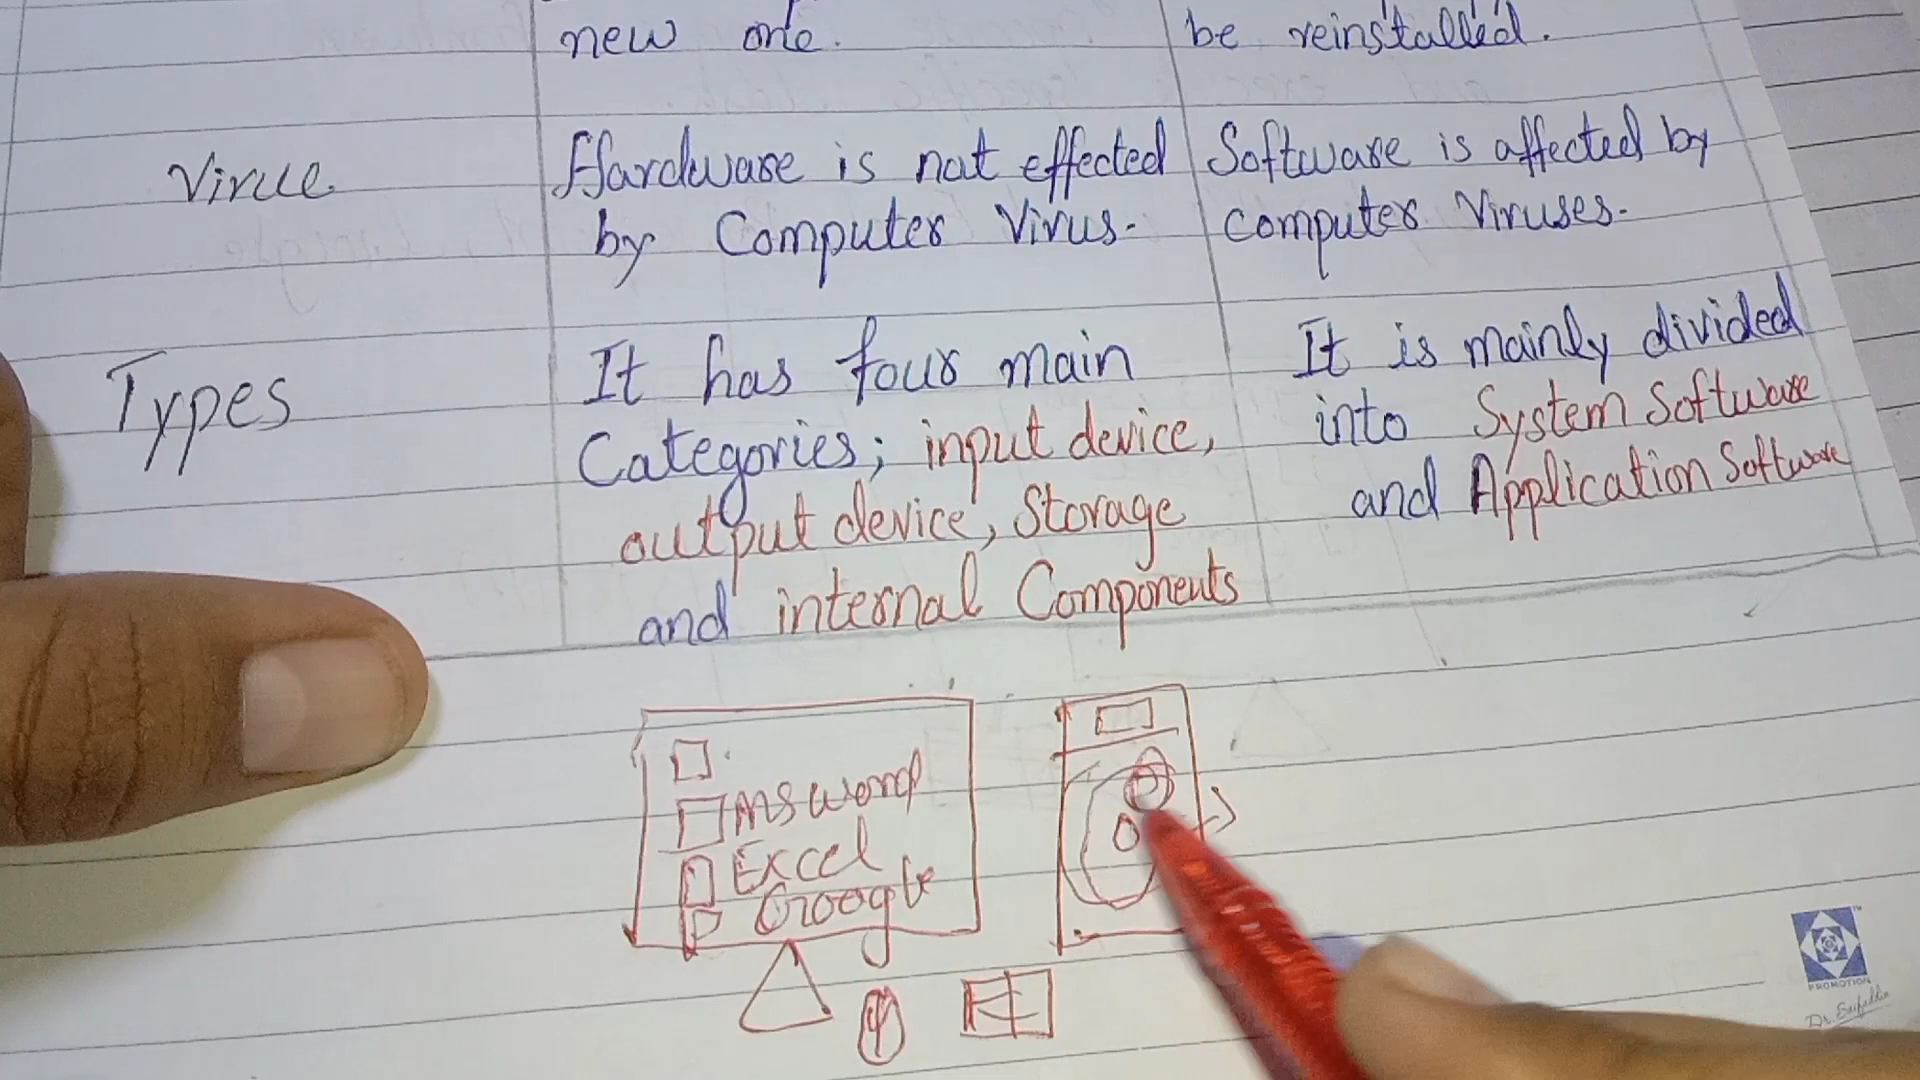 new one.
be reinstalled.
Virue
Hardware is not effected
by Computer Virus.
Software is affected by
Computer Viruses.
Types
It has four main
Categories; input device,
output device, Storage
and internal Components
It is mainly divided
into System Software
and Application Software
MS Word
Excel
Google
PROMOTION